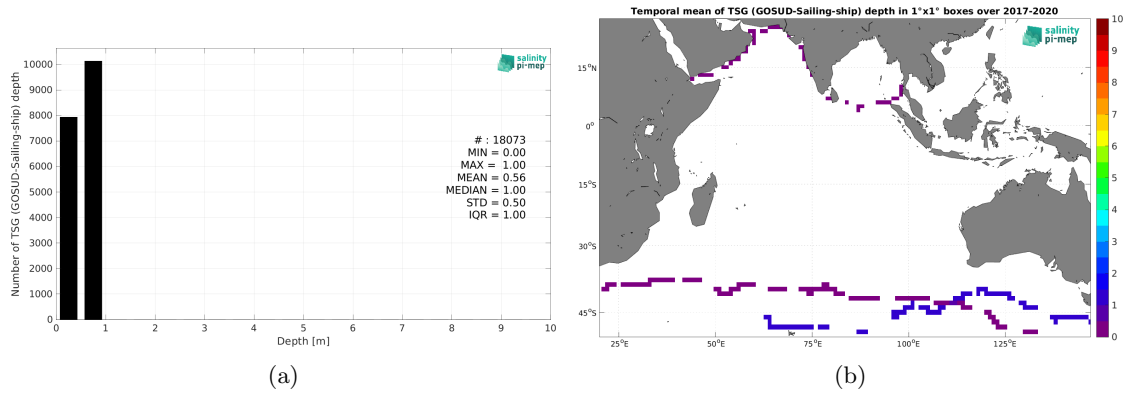 salinity
pi-mep
Number of TSG (GOSUD-Sailing-ship) depth
10000
9000
8000
7000
6000
5000
4000
3000
2000
1000
0
# : 18073
MIN = 0.00
MAX = 1.00
MEAN = 0.56
MEDIAN = 1.00
STD = 0.50
IQR = 1.00
0 1 2 3 4 5 6 7 8 9 10
Depth [m]
(a)
Temporal mean of TSG (GOSUD-Sailing-ship) depth in 1°x1° boxes over 2017-2020
salinity
pi-mep
15°N
0°
15°S
30°S
45°S
25°E 50°E 75°E 100°E 125°E
10
9
8
7
6
5
4
3
2
1
0
(b)